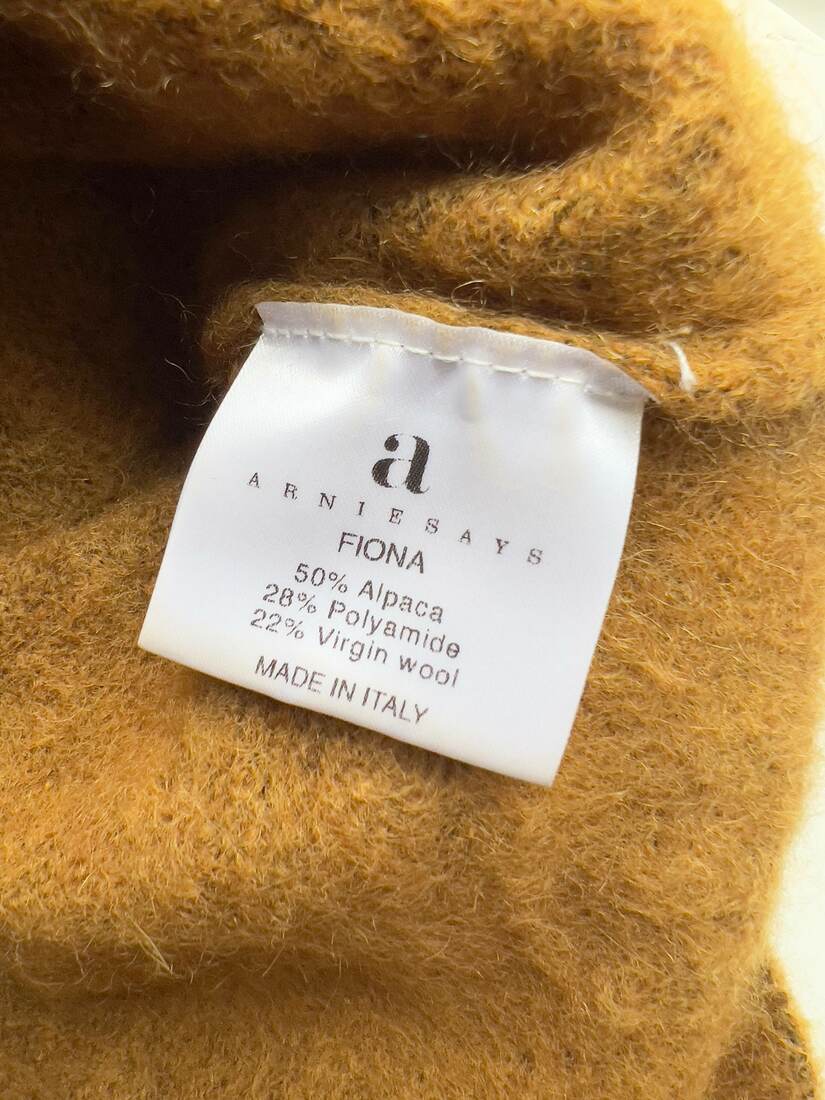 a
ARNIESAYS
FIONA
50% Alpaca
28% Polyamide
22% Virgin wool
MADE IN ITALY